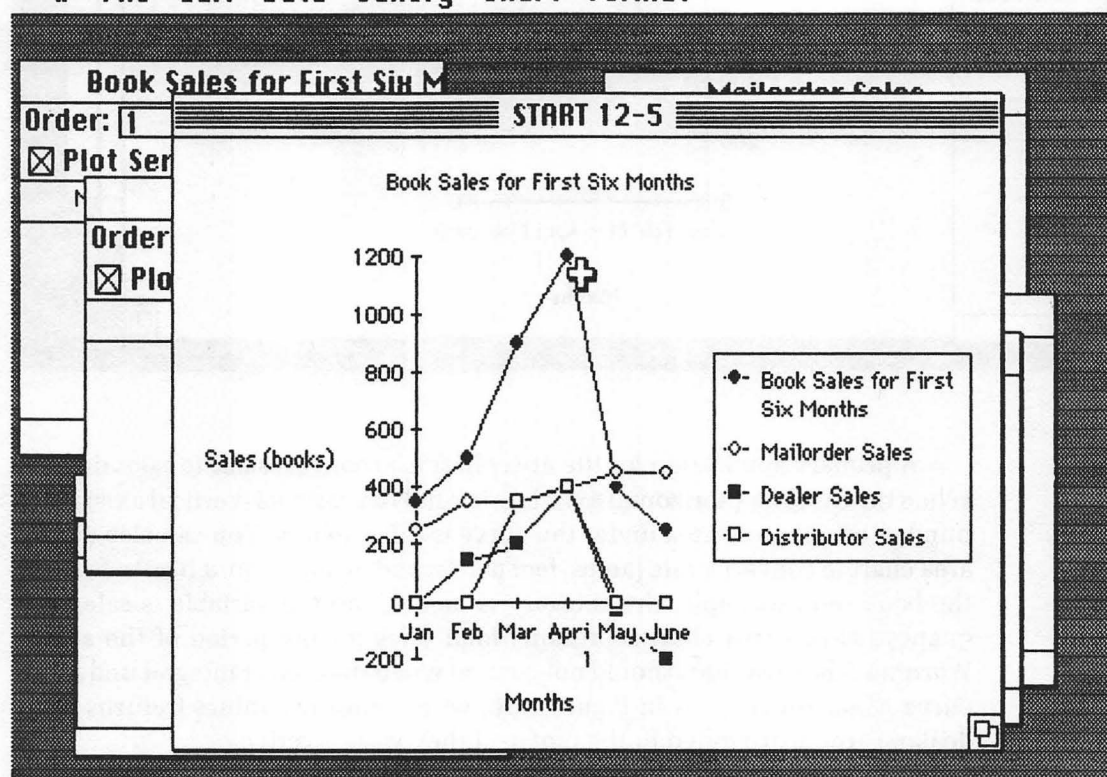 Book Sales for First Six M
Mailorder Sales
START 12-5
Order: 1
Plot Ser
Order
Plo
Book Sales for First Six Months
1200
1000
800
600
400
200
0
-200
Sales (books)
Jan Feb Mar Apri May June
Months
Book Sales for First
Six Months
Mailorder Sales
Dealer Sales
Distributor Sales